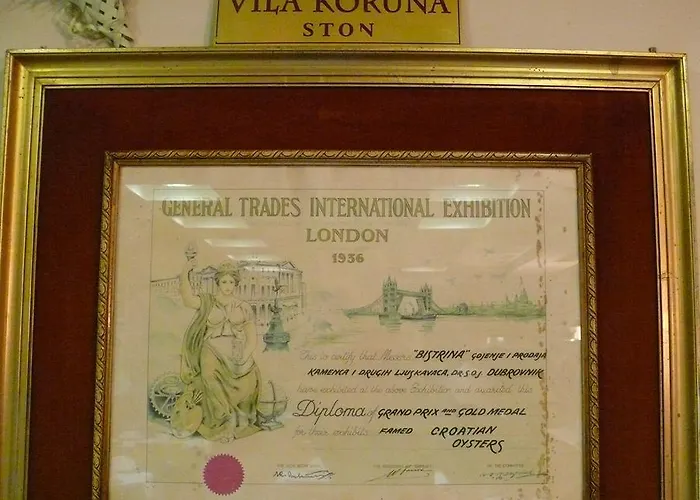 VILA KORUNA
STON
GENERAL TRADES INTERNATIONAL EXHIBITION
LONDON
1936
This is certify that Messrs "BISTRINA" GOJENJE I PRODAJA
KAMENICA I DRUGIH LJUSKAVACA, DR.S.O.J. DUBROVNIK
have exhibited at the above Exhibition and awarded this
Diploma of GRAND PRIX AND GOLD MEDAL
for their exhibits FAMED CROATIAN
OYSTERS